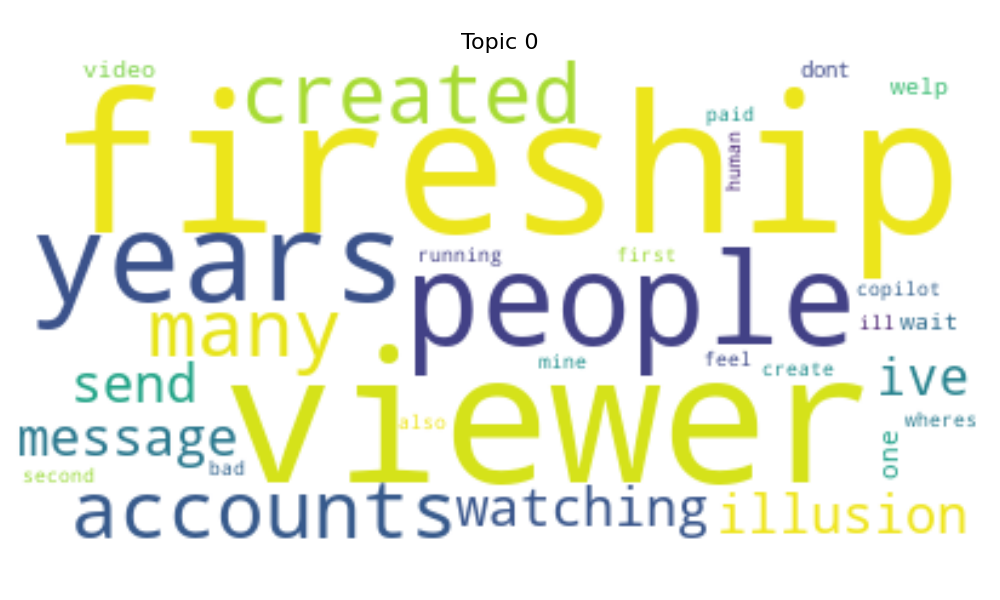 Topic 0
video
dont
welp
created
paid
human
fireship
years
running
first
people
copilot
many
ill wait
mine
feel
create
send
viewer
ive
also
wheres
message
one
bad
second
accounts
watching
illusion